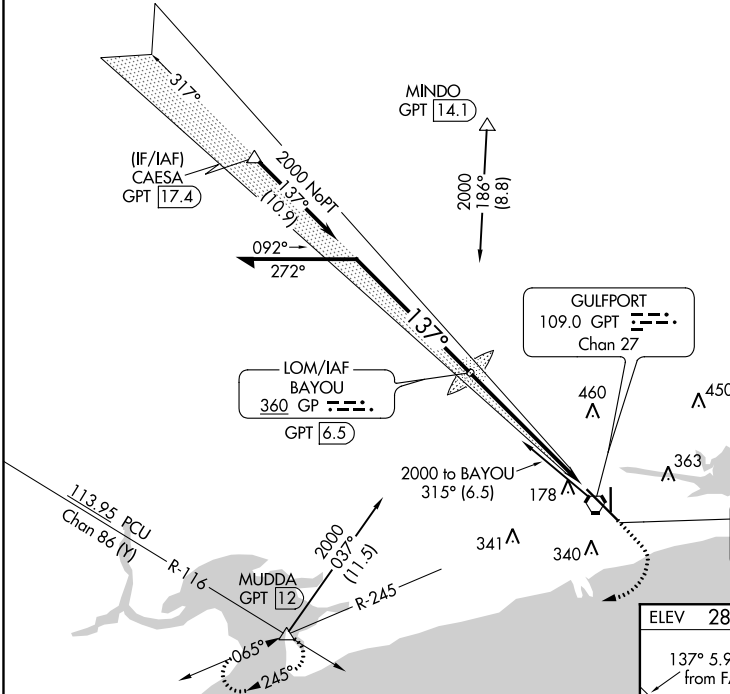 317°
MINDO
GPT 14.1
(IF/IAF)
CAESA
GPT 17.4
2000 NoPT
137°
(10.9)
2000
186°
(8.8)
092°
272°
137°
GULFPORT
109.0 GPT
Chan 27
LOM/IAF
BAYOU
360 GP
GPT 6.5
460
450
363
2000 to BAYOU
315° (6.5)
178
341
340
113.95 PCU
Chan 86 (Y)
R-116
2000
037°
(11.5)
MUDDA
GPT 12
R-245
065°
245°
ELEV 28
137° 5.9
from FA